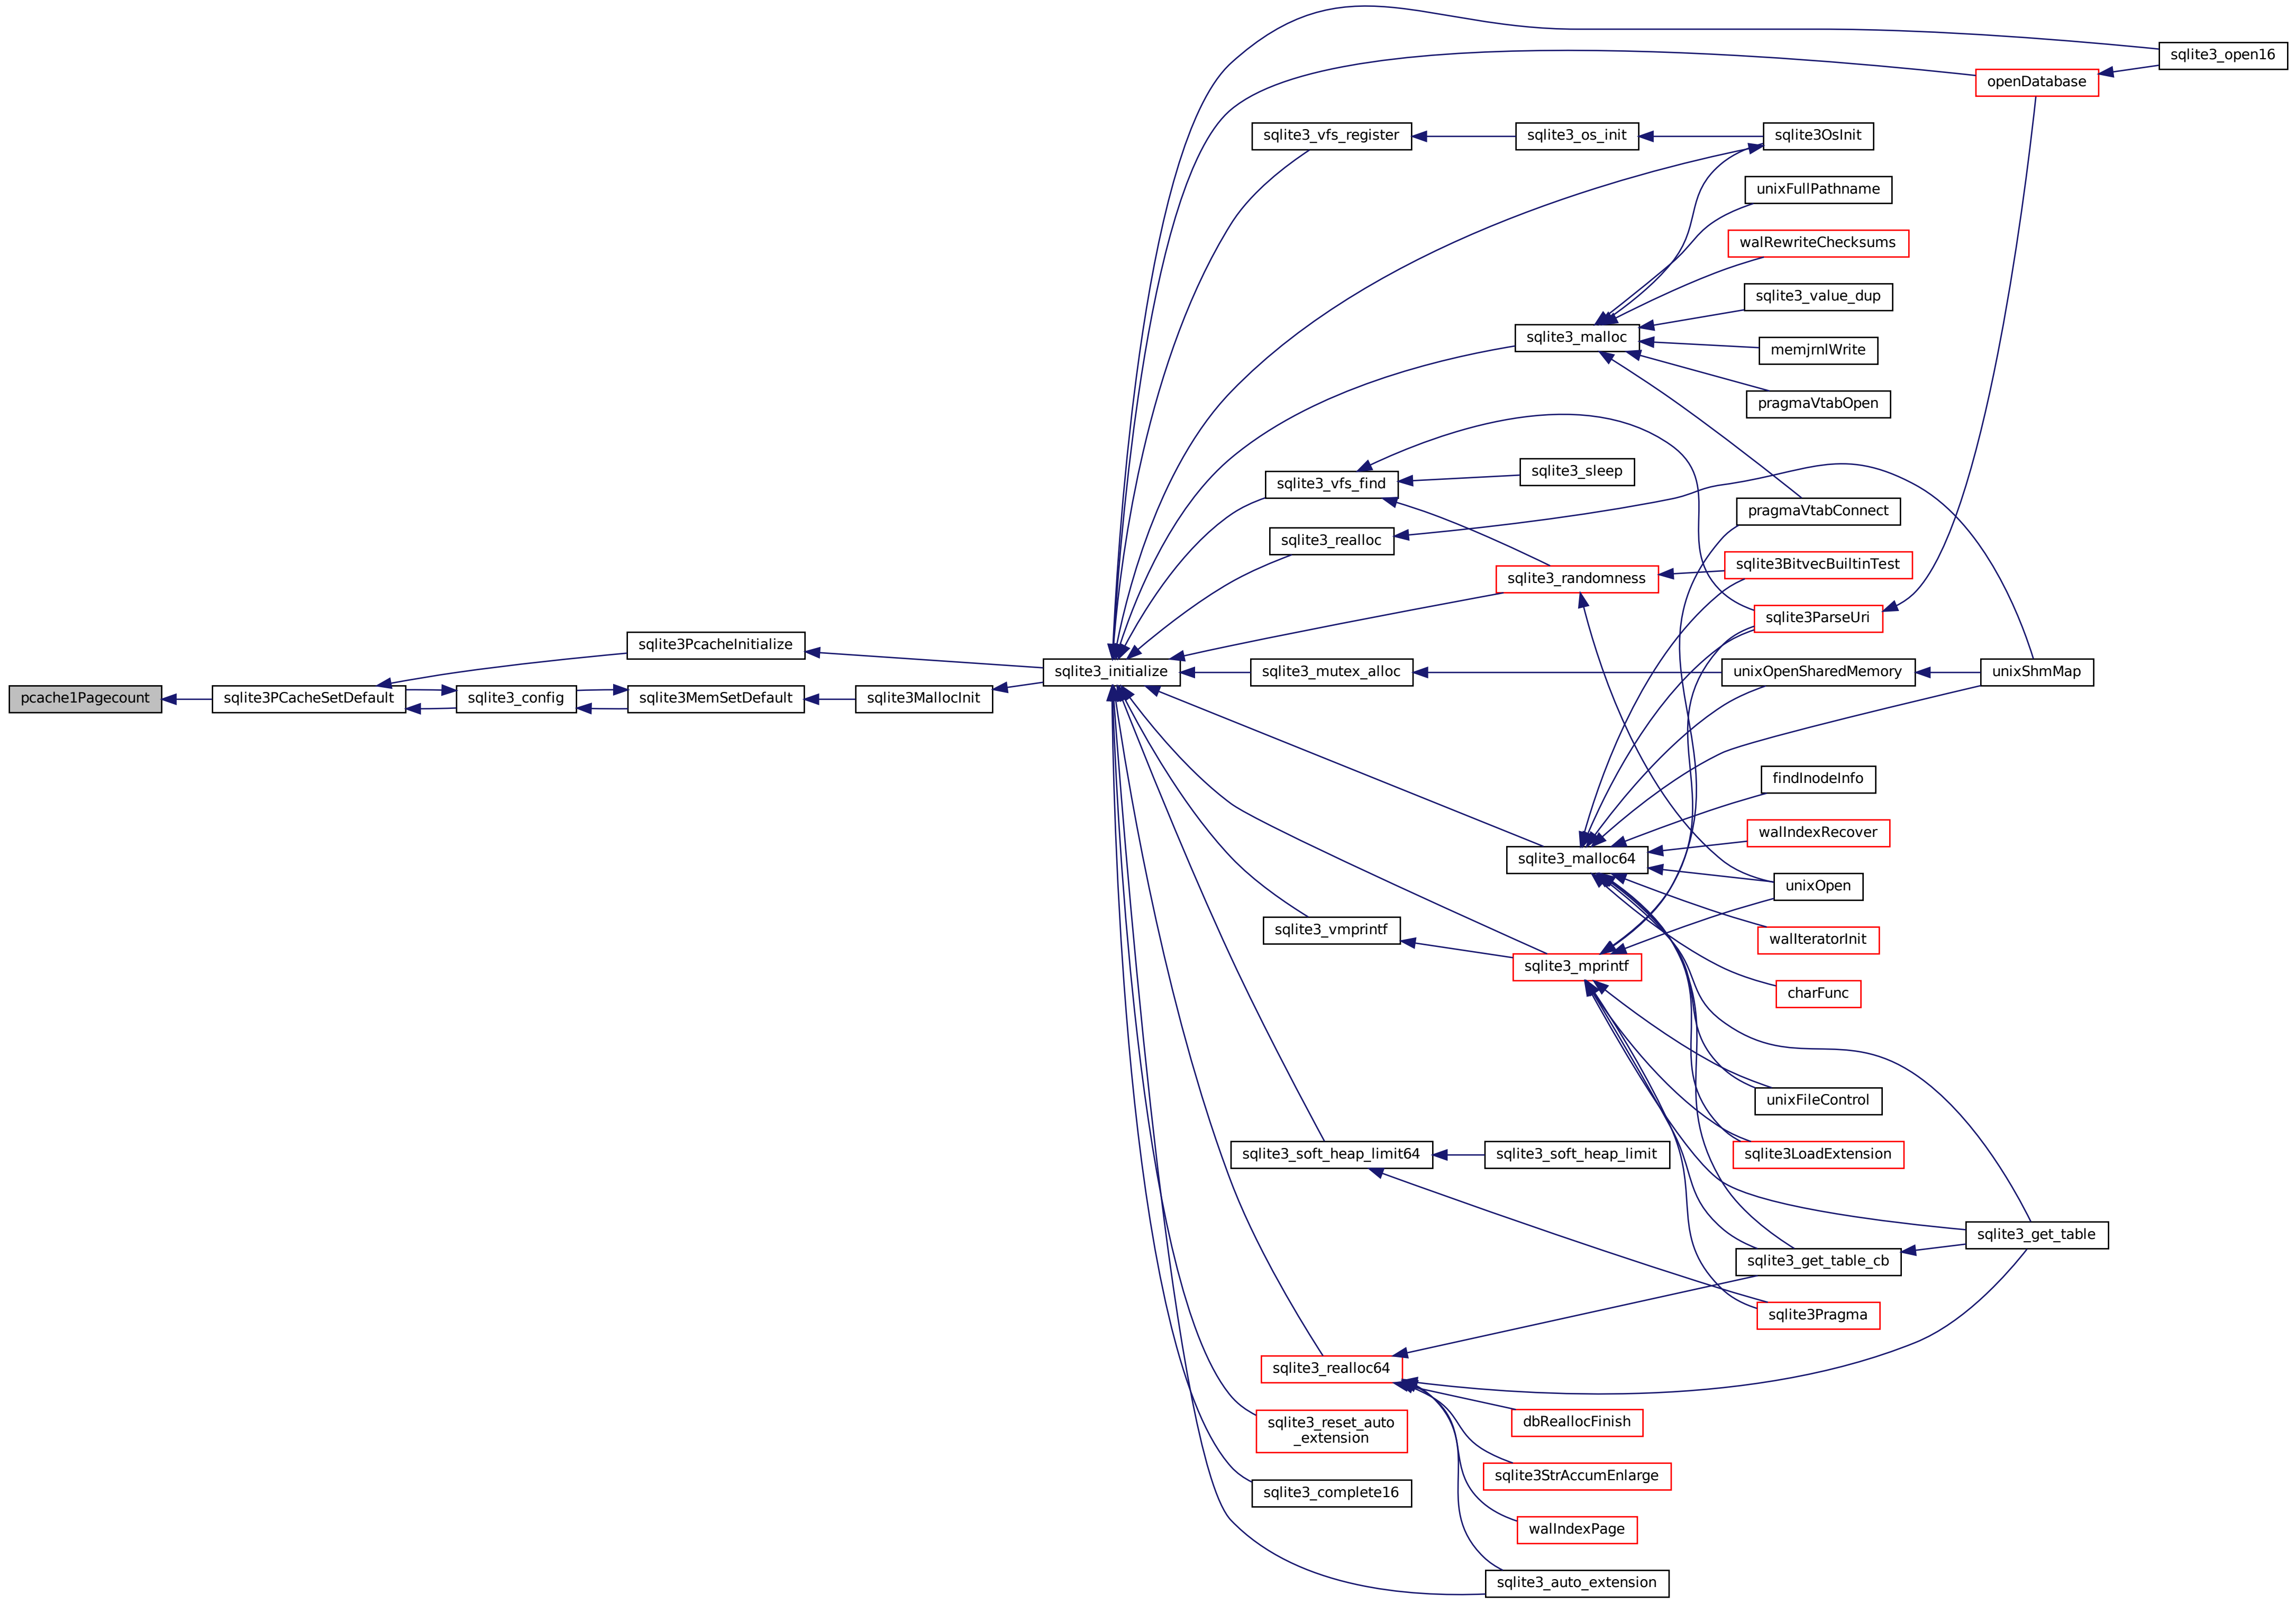 sqlite3_open16
openDatabase
sqlite3_vfs_register
sqlite3_os_init
sqlite3OsInit
unixFullPathname
walRewriteChecksums
sqlite3_value_dup
sqlite3_malloc
memjrnlWrite
pragmaVtabOpen
sqlite3_sleep
sqlite3_vfs_find
pragmaVtabConnect
sqlite3_realloc
sqlite3BitvecBuiltinTest
sqlite3_randomness
sqlite3ParseUri
sqlite3PcacheInitialize
sqlite3_initialize
sqlite3_mutex_alloc
unixOpenSharedMemory
unixShmMap
pcache1Pagecount
sqlite3PCacheSetDefault
sqlite3_config
sqlite3MemSetDefault
sqlite3MallocInit
findInodeInfo
walIndexRecover
sqlite3_malloc64
unixOpen
sqlite3_vmprintf
walIteratorInit
sqlite3_mprintf
charFunc
unixFileControl
sqlite3_soft_heap_limit64
sqlite3_soft_heap_limit
sqlite3LoadExtension
sqlite3_get_table
sqlite3_get_table_cb
sqlite3Pragma
sqlite3_realloc64
dbReallocFinish
sqlite3_reset_auto
_extension
sqlite3StrAccumEnlarge
sqlite3_complete16
walIndexPage
sqlite3_auto_extension